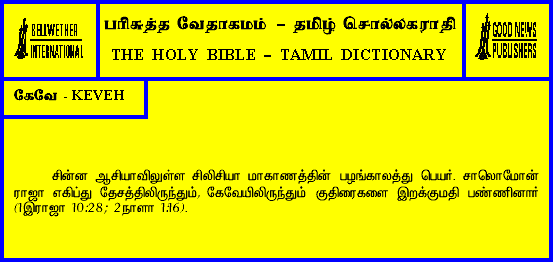 BELLWETHER
INTERNATIONAL
பரிசுத்த வேதாகமம் – தமிழ் சொல்லகராதி
THE HOLY BIBLE – TAMIL DICTIONARY
GOOD NEWS
PUBLISHERS
கேவே - KEVEH
சின்ன ஆசியாவிலுள்ள சிலிசியா மாகாணத்தின் பழங்காலத்து பெயர். சாலொமோன்
ராஜா எகிப்து தேசத்திலிருந்தும், கேவேயிலிருந்தும் குதிரைகளை இறக்குமதி பண்ணினார்
(1இராஜா 10:28; 2நாளா 1:16).